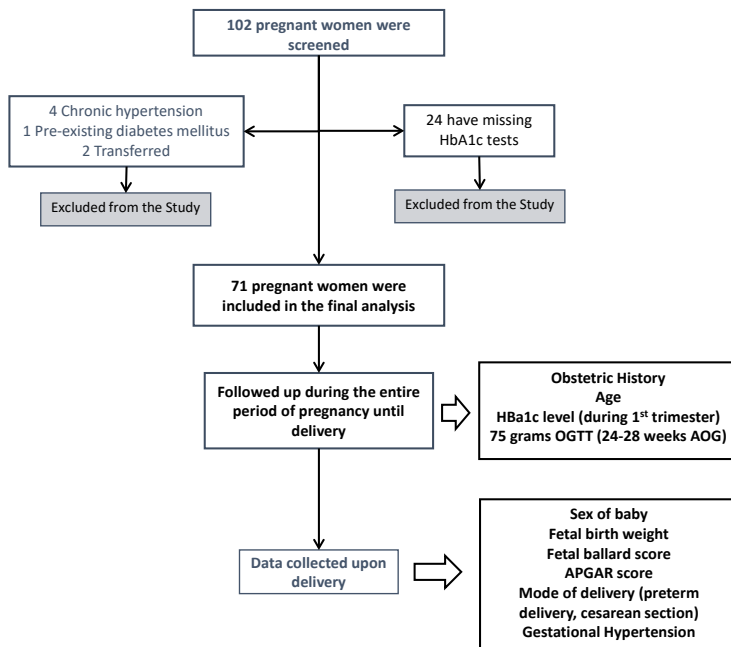 102 pregnant women were
screened
4 Chronic hypertension
1 Pre-existing diabetes mellitus
2 Transferred
24 have missing
HbA1c tests
Excluded from the Study
Excluded from the Study
71 pregnant women were
included in the final analysis
Followed up during the entire
period of pregnancy until
delivery
Obstetric History
Age
HBa1c level (during 1st trimester)
75 grams OGTT (24-28 weeks AOG)
Data collected upon
delivery
Sex of baby
Fetal birth weight
Fetal ballard score
APGAR score
Mode of delivery (preterm
delivery, cesarean section)
Gestational Hypertension